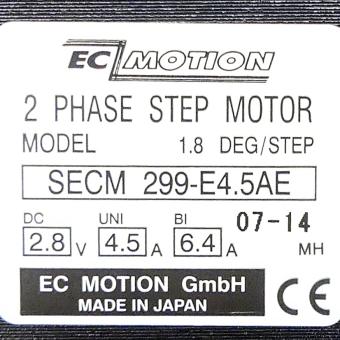 EC MOTION
2 PHASE STEP MOTOR
MODEL 1.8 DEG/STEP
SECM 299-E4.5AE
DC UNI BI 07-14
2.8 V 4.5 A 6.4 A MH
EC MOTION GmbH
MADE IN JAPAN CE